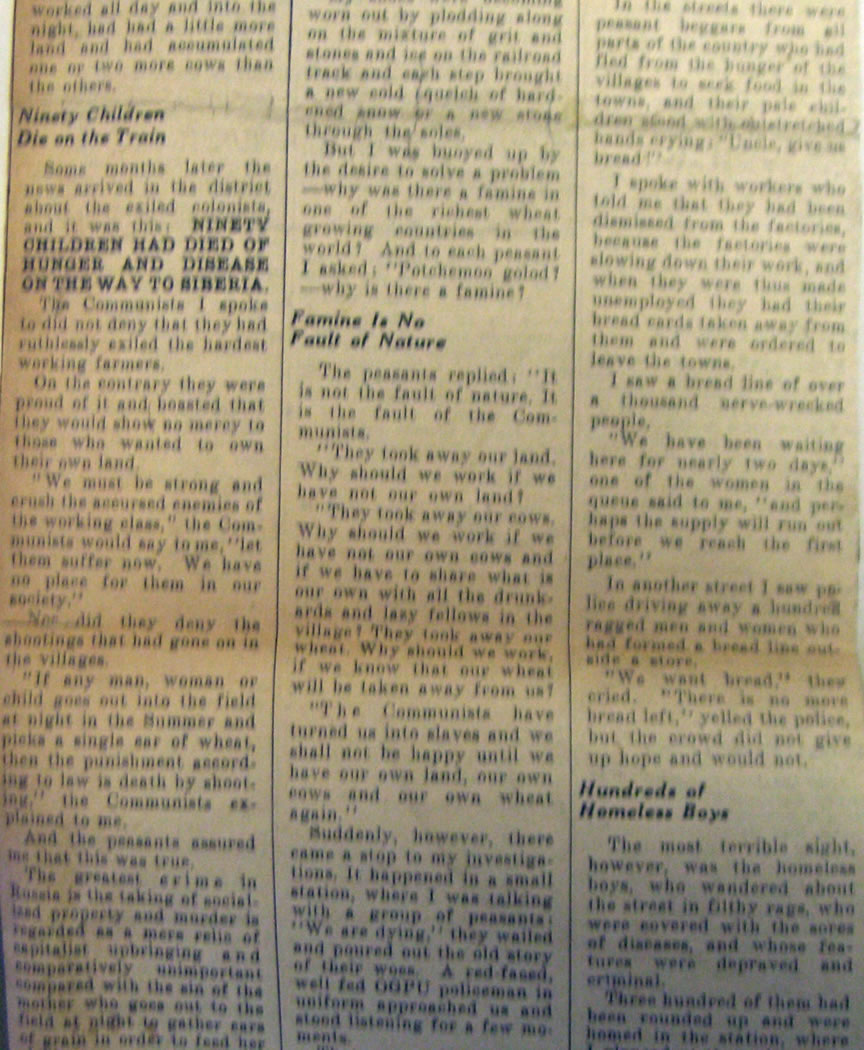 worked all day and into the
night, had had a little more
land and had accumulated
one or two more cows than
the others.
Ninety Children
Die on the Train
Some months later the
news arrived in the district
about the exiled colonists,
and it was this: NINETY
CHILDREN HAD DIED OF
HUNGER AND DISEASE
ON THE WAY TO SIBERIA.
The Communists I spoke
to did not deny that they had
ruthlessly exiled the hardest
working farmers.
On the contrary they were
proud of it and boasted that
they would show no mercy to
those who wanted to own
their own land.
"We must be strong and
crush the accursed enemies of
the working class," the Com-
munists would say to me, "let
them suffer now. We have
no place for them in our
society."
Nor did they deny the
shootings that had gone on in
the villages.
"If any man, woman or
child goes out into the field
at night in the Summer and
picks a single ear of wheat,
then the punishment accord-
ing to law is death by shoot-
ing," the Communists ex-
plained to me.
And the peasants assured
me that this was true.
The greatest crime in
Russia is the taking of social-
ized property and murder is
regarded as a mere relic of
capitalist upbringing and
comparatively unimportant
compared with the sin of the
mother who goes out to the
field at night to gather ears
of grain in order to feed her
worn out by plodding along
on the mixture of grit and
stones and ice on the railroad
track and each step brought
a new cold squelch of hard-
ened snow or a new stone
through the soles.
But I was buoyed up by
the desire to solve a problem
—why was there a famine in
one of the richest wheat
growing countries in the
world? And to each peasant
I asked: "Potchemoo golod?
—why is there a famine?
Famine Is No
Fault of Nature
The peasants replied: "It
is not the fault of nature. It
is the fault of the Com-
munists.
"They took away our land.
Why should we work if we
have not our own land?
"They took away our cows.
Why should we work if we
have not our own cows and
if we have to share what is
our own with all the drunk-
ards and lazy fellows in the
village? They took away our
wheat. Why should we work,
if we know that our wheat
will be taken away from us?
"The Communists have
turned us into slaves and we
shall not be happy until we
have our own land, our own
cows and our own wheat
again."
Suddenly, however, there
came a stop to my investiga-
tions. It happened in a small
station, where I was talking
with a group of peasants:
"We are dying," they wailed
and poured out the old story
of their woes. A red-faced,
well fed OGPU policeman in
uniform approached us and
stood listening for a few mo-
ments.
In the streets there were
peasant beggars from all
parts of the country who had
fled from the hunger of the
villages to seek food in the
towns, and their pale chil-
dren stood with outstretched
hands crying: "Uncle, give us
bread!"
I spoke with workers who
told me that they had been
dismissed from the factories,
because the factories were
slowing down their work, and
when they were thus made
unemployed they had their
bread cards taken away from
them and were ordered to
leave the towns.
I saw a bread line of over
a thousand nerve-wrecked
people.
"We have been waiting
here for nearly two days,"
one of the women in the
queue said to me, "and per-
haps the supply will run out
before we reach the first
place."
In another street I saw po-
lice driving away a hundred
ragged men and women who
had formed a bread line out-
side a store.
"We want bread," they
cried. "There is no more
bread left," yelled the police,
but the crowd did not give
up hope and would not.
Hundreds of
Homeless Boys
The most terrible sight,
however, was the homeless
boys, who wandered about
the street in filthy rags, who
were covered with the sores
of diseases, and whose fea-
tures were depraved and
criminal.
Three hundred of them had
been rounded up and were
homed in the station, where